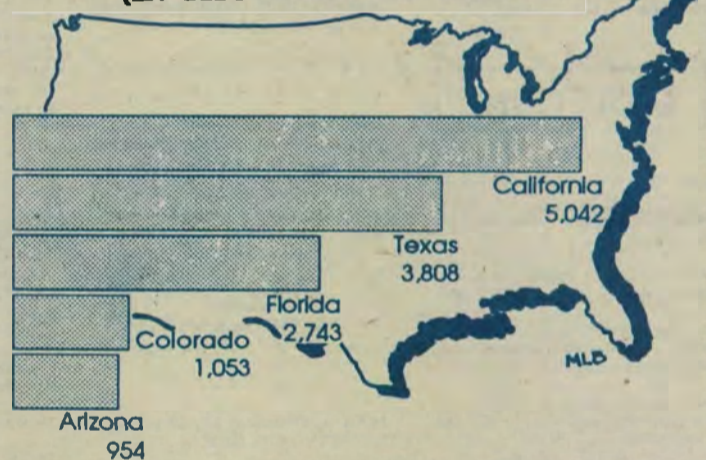 California
5,042
Texas
3,808
Florida
2,743
Colorado
1,053
MLB
Arizona
954